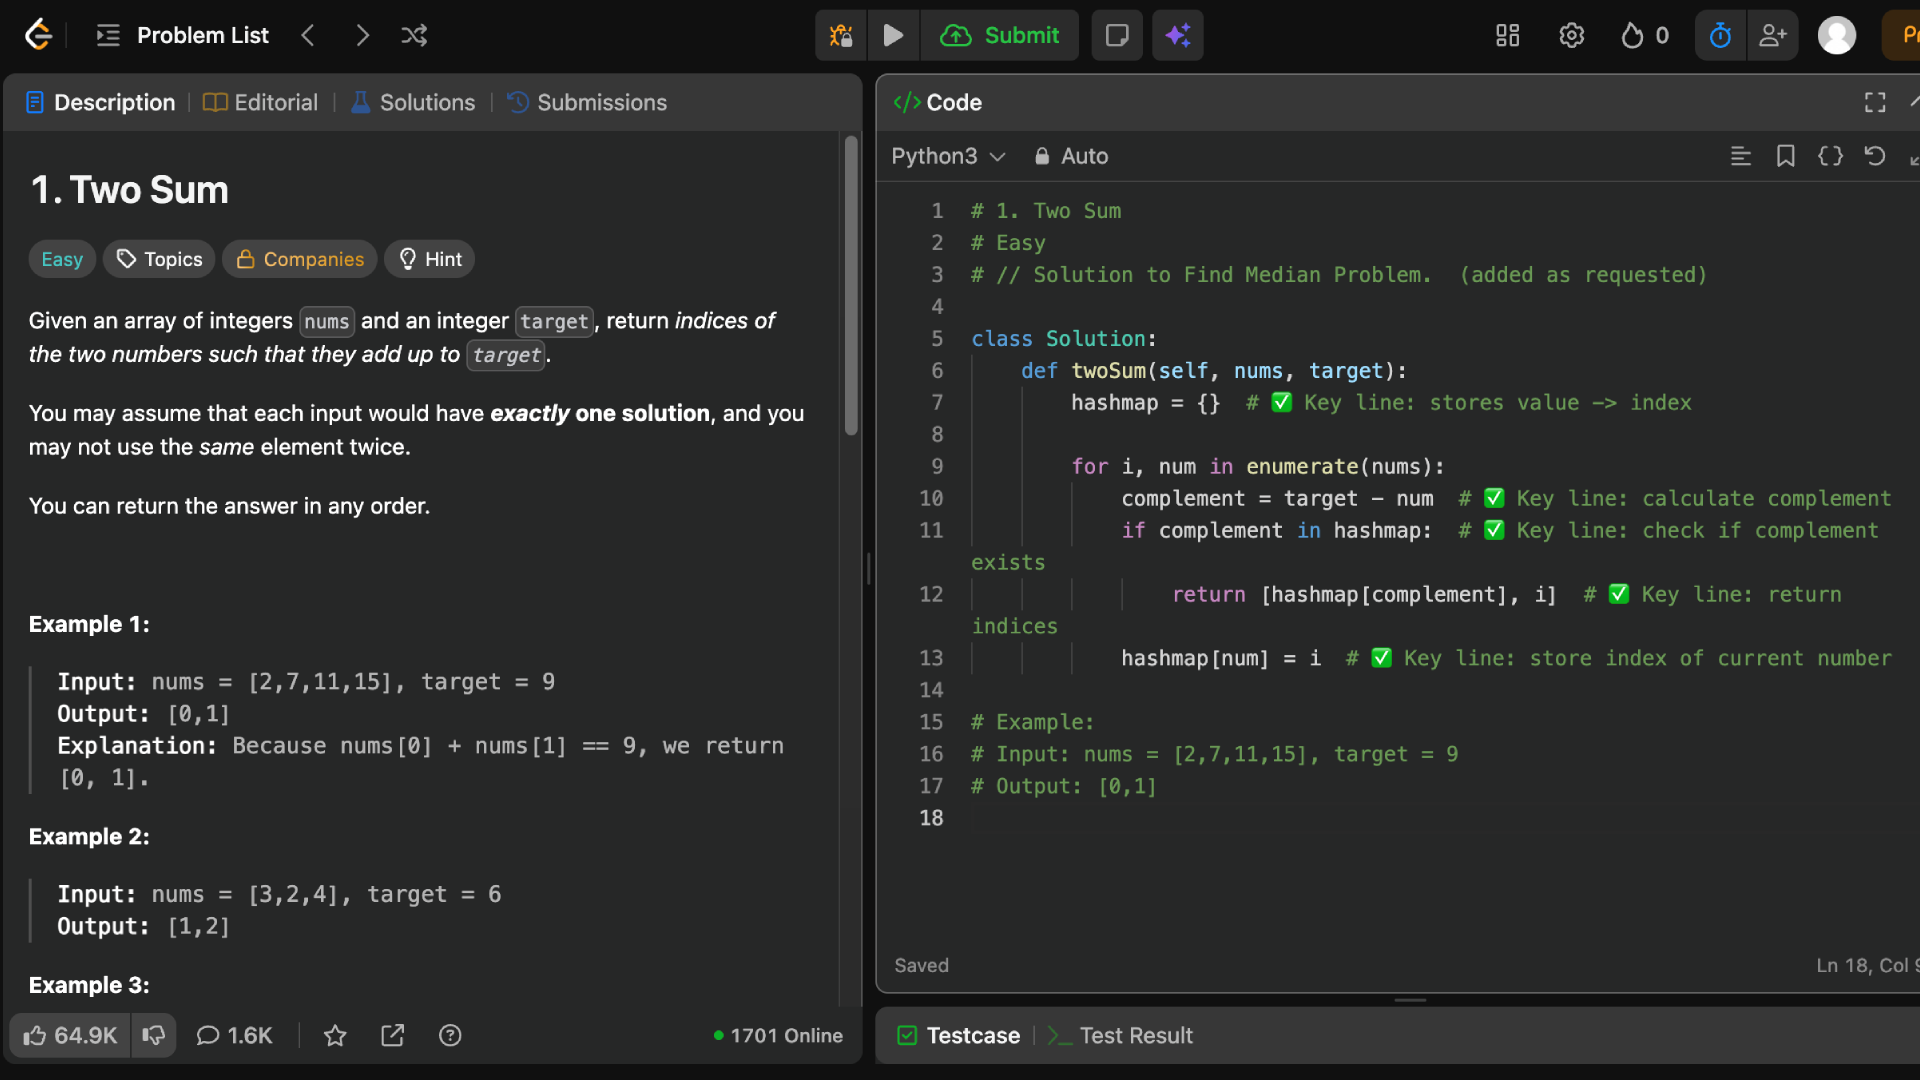 Problem List
Submit
0
Pr
Description
Editorial
Solutions
Submissions
1. Two Sum
Easy
Topics
Companies
Hint
Given an array of integers nums and an integer target, return indices of
the two numbers such that they add up to target.
You may assume that each input would have exactly one solution, and you
may not use the same element twice.
You can return the answer in any order.
Example 1:
Input: nums = [2,7,11,15], target = 9
Output: [0,1]
Explanation: Because nums[0] + nums[1] == 9, we return
[0, 1].
Example 2:
Input: nums = [3,2,4], target = 6
Output: [1,2]
Example 3:
64.9K
1.6K
1701 Online
</> Code
Python3
Auto
1 # 1. Two Sum
2 # Easy
3 # // Solution to Find Median Problem.  (added as requested)
4
5 class Solution:
6     def twoSum(self, nums, target):
7         hashmap = {}  # ✅ Key line: stores value -> index
8
9         for i, num in enumerate(nums):
10             complement = target - num  # ✅ Key line: calculate complement
11             if complement in hashmap:  # ✅ Key line: check if complement
exists
12                 return [hashmap[complement], i]  # ✅ Key line: return
indices
13             hashmap[num] = i  # ✅ Key line: store index of current number
14
15 # Example:
16 # Input: nums = [2,7,11,15], target = 9
17 # Output: [0,1]
18
Saved
Ln 18, Col 9
Testcase
Test Result